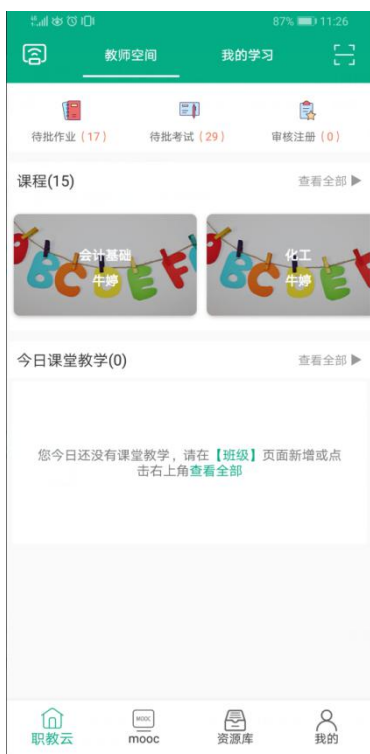 87% 11:26
教师空间 我的学习
待批作业（17） 待批考试（29） 审核注册（0）
课程(15) 查看全部 ▶
会计基础 化工
牛婷 牛婷
今日课堂教学(0) 查看全部 ▶
您今日还没有课堂教学，请在【班级】页面新增或点
击右上角查看全部
MOOC
职教云 mooc 资源库 我的